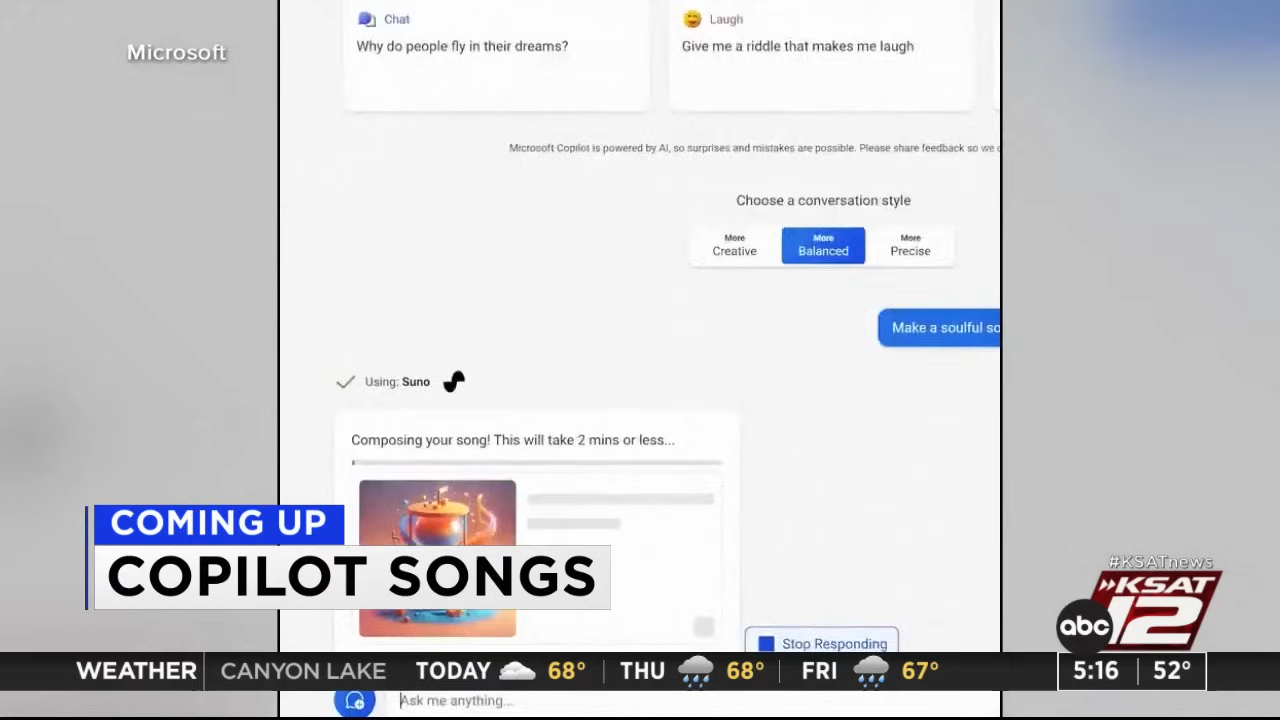 Microsoft
Chat
Why do people fly in their dreams?
Laugh
Give me a riddle that makes me laugh
Microsoft Copilot is powered by AI, so surprises and mistakes are possible. Please share feedback so we
Choose a conversation style
More
Creative
More
Balanced
More
Precise
Make a soulful so
Using: Suno
Composing your song! This will take 2 mins or less...
COMING UP
COPILOT SONGS
Stop Responding
#KSATnews
KSAT
abc 12
WEATHER CANYON LAKE TODAY 68° THU 68° FRI 67° 5:16 52°
Ask me anything...